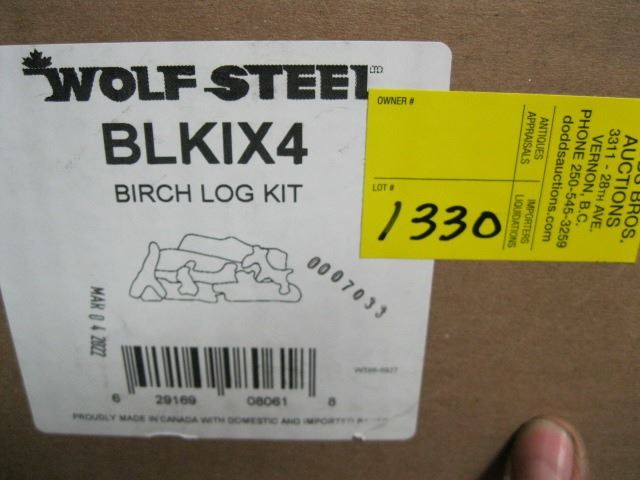 WOLF STEEL LTD
BLKIX4
BIRCH LOG KIT
0007033
MAR 04 2022
6 29169 08061 8
PROUDLY MADE IN CANADA WITH DOMESTIC AND IMPORTED
OWNER #
LOT #
1330
ANTIQUES
APPRAISALS
IMPORTERS
LIQUIDATIONS
BROS.
AUCTIONS
3311 - 28TH AVE.
VERNON, B.C.
PHONE 250-545-3259
doddsauctions.com